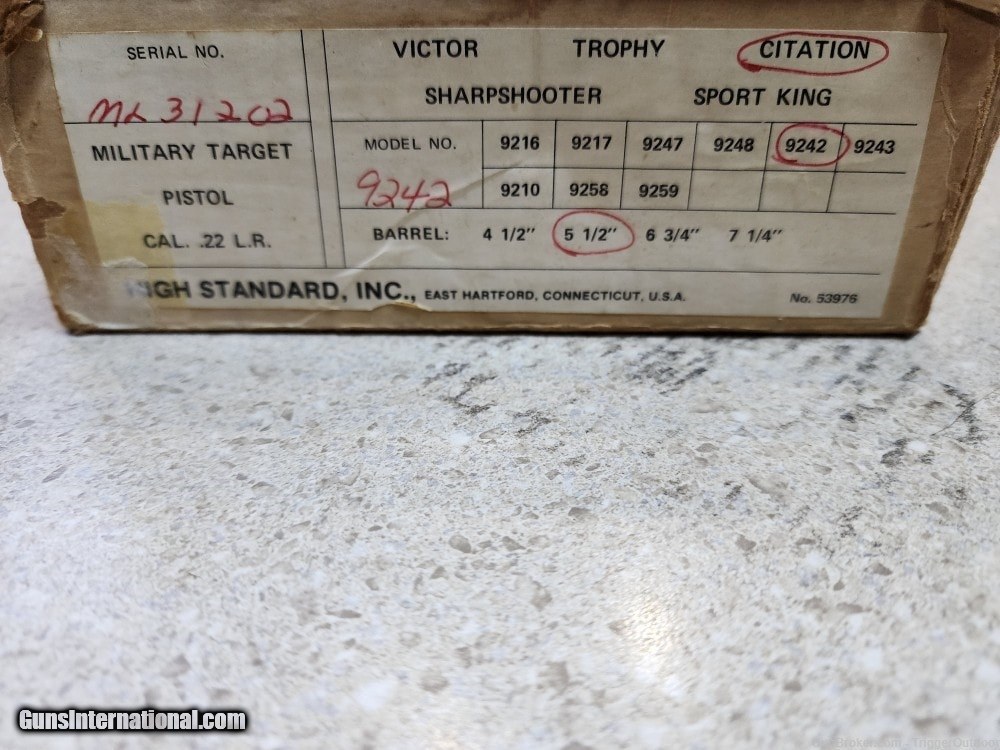 SERIAL NO.
ML 31202
MILITARY TARGET
PISTOL
CAL. .22 L.R.
VICTOR TROPHY CITATION
SHARPSHOOTER SPORT KING
MODEL NO. 9216 9217 9247 9248 9242 9243
9242 9210 9258 9259
BARREL: 4 1/2" 5 1/2" 6 3/4" 7 1/4"
HIGH STANDARD, INC., EAST HARTFORD, CONNECTICUT, U.S.A. No. 53976
GunsInternational.com